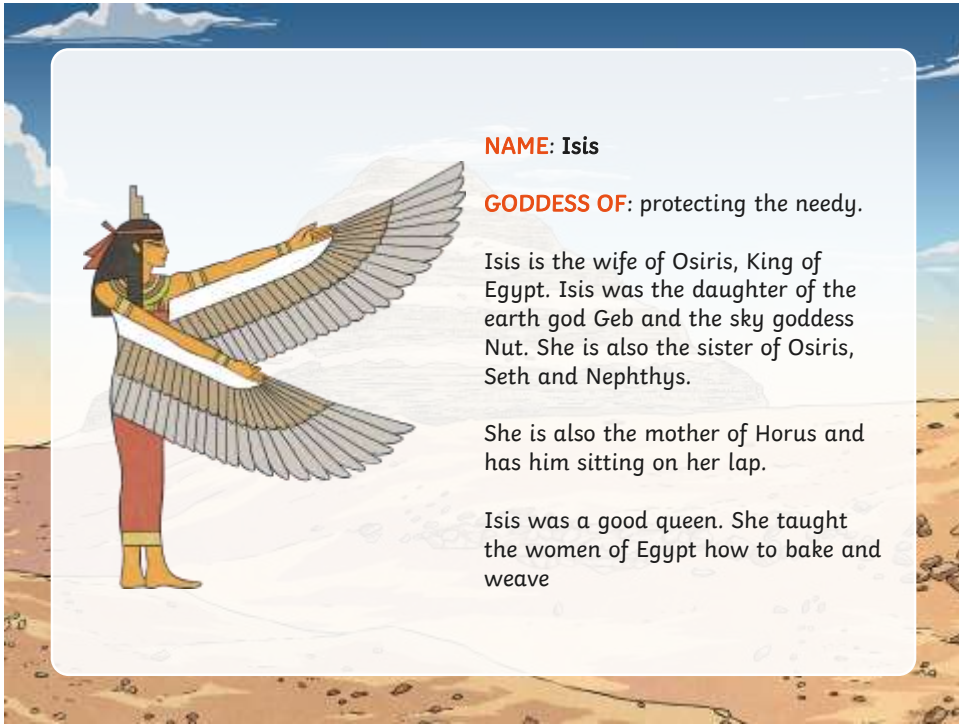 NAME: Isis
GODDESS OF: protecting the needy.
Isis is the wife of Osiris, King of
Egypt. Isis was the daughter of the
earth god Geb and the sky goddess
Nut. She is also the sister of Osiris,
Seth and Nephthys.
She is also the mother of Horus and
has him sitting on her lap.
Isis was a good queen. She taught
the women of Egypt how to bake and
weave